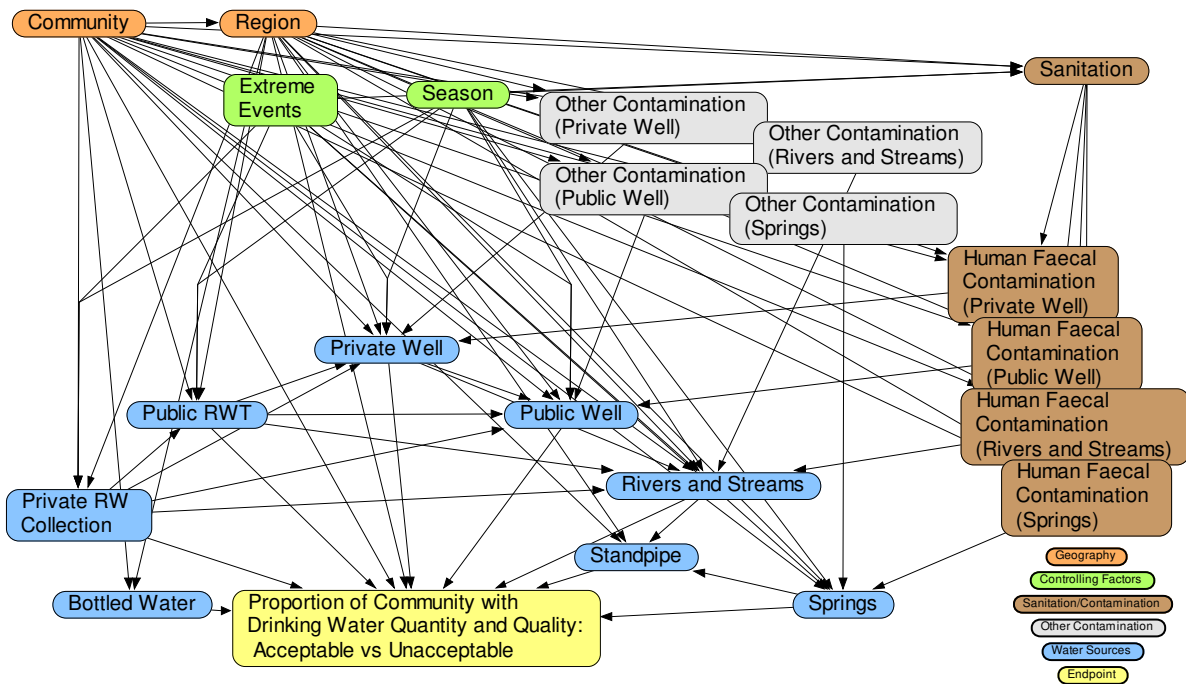 Community
Region
Sanitation
Extreme
Events
Season
Other Contamination
(Private Well)
Other Contamination
(Rivers and Streams)
Other Contamination
(Public Well)
Other Contamination
(Springs)
Human Faecal
Contamination
(Private Well)
Human Faecal
Contamination
(Public Well)
Human Faecal
Contamination
(Rivers and Streams)
Human Faecal
Contamination
(Springs)
Private Well
Public RWT
Public Well
Private RW
Collection
Rivers and Streams
Standpipe
Bottled Water
Springs
Proportion of Community with
Drinking Water Quantity and Quality:
Acceptable vs Unacceptable
Geography
Controlling Factors
Sanitation/Contamination
Other Contamination
Water Sources
Endpoint